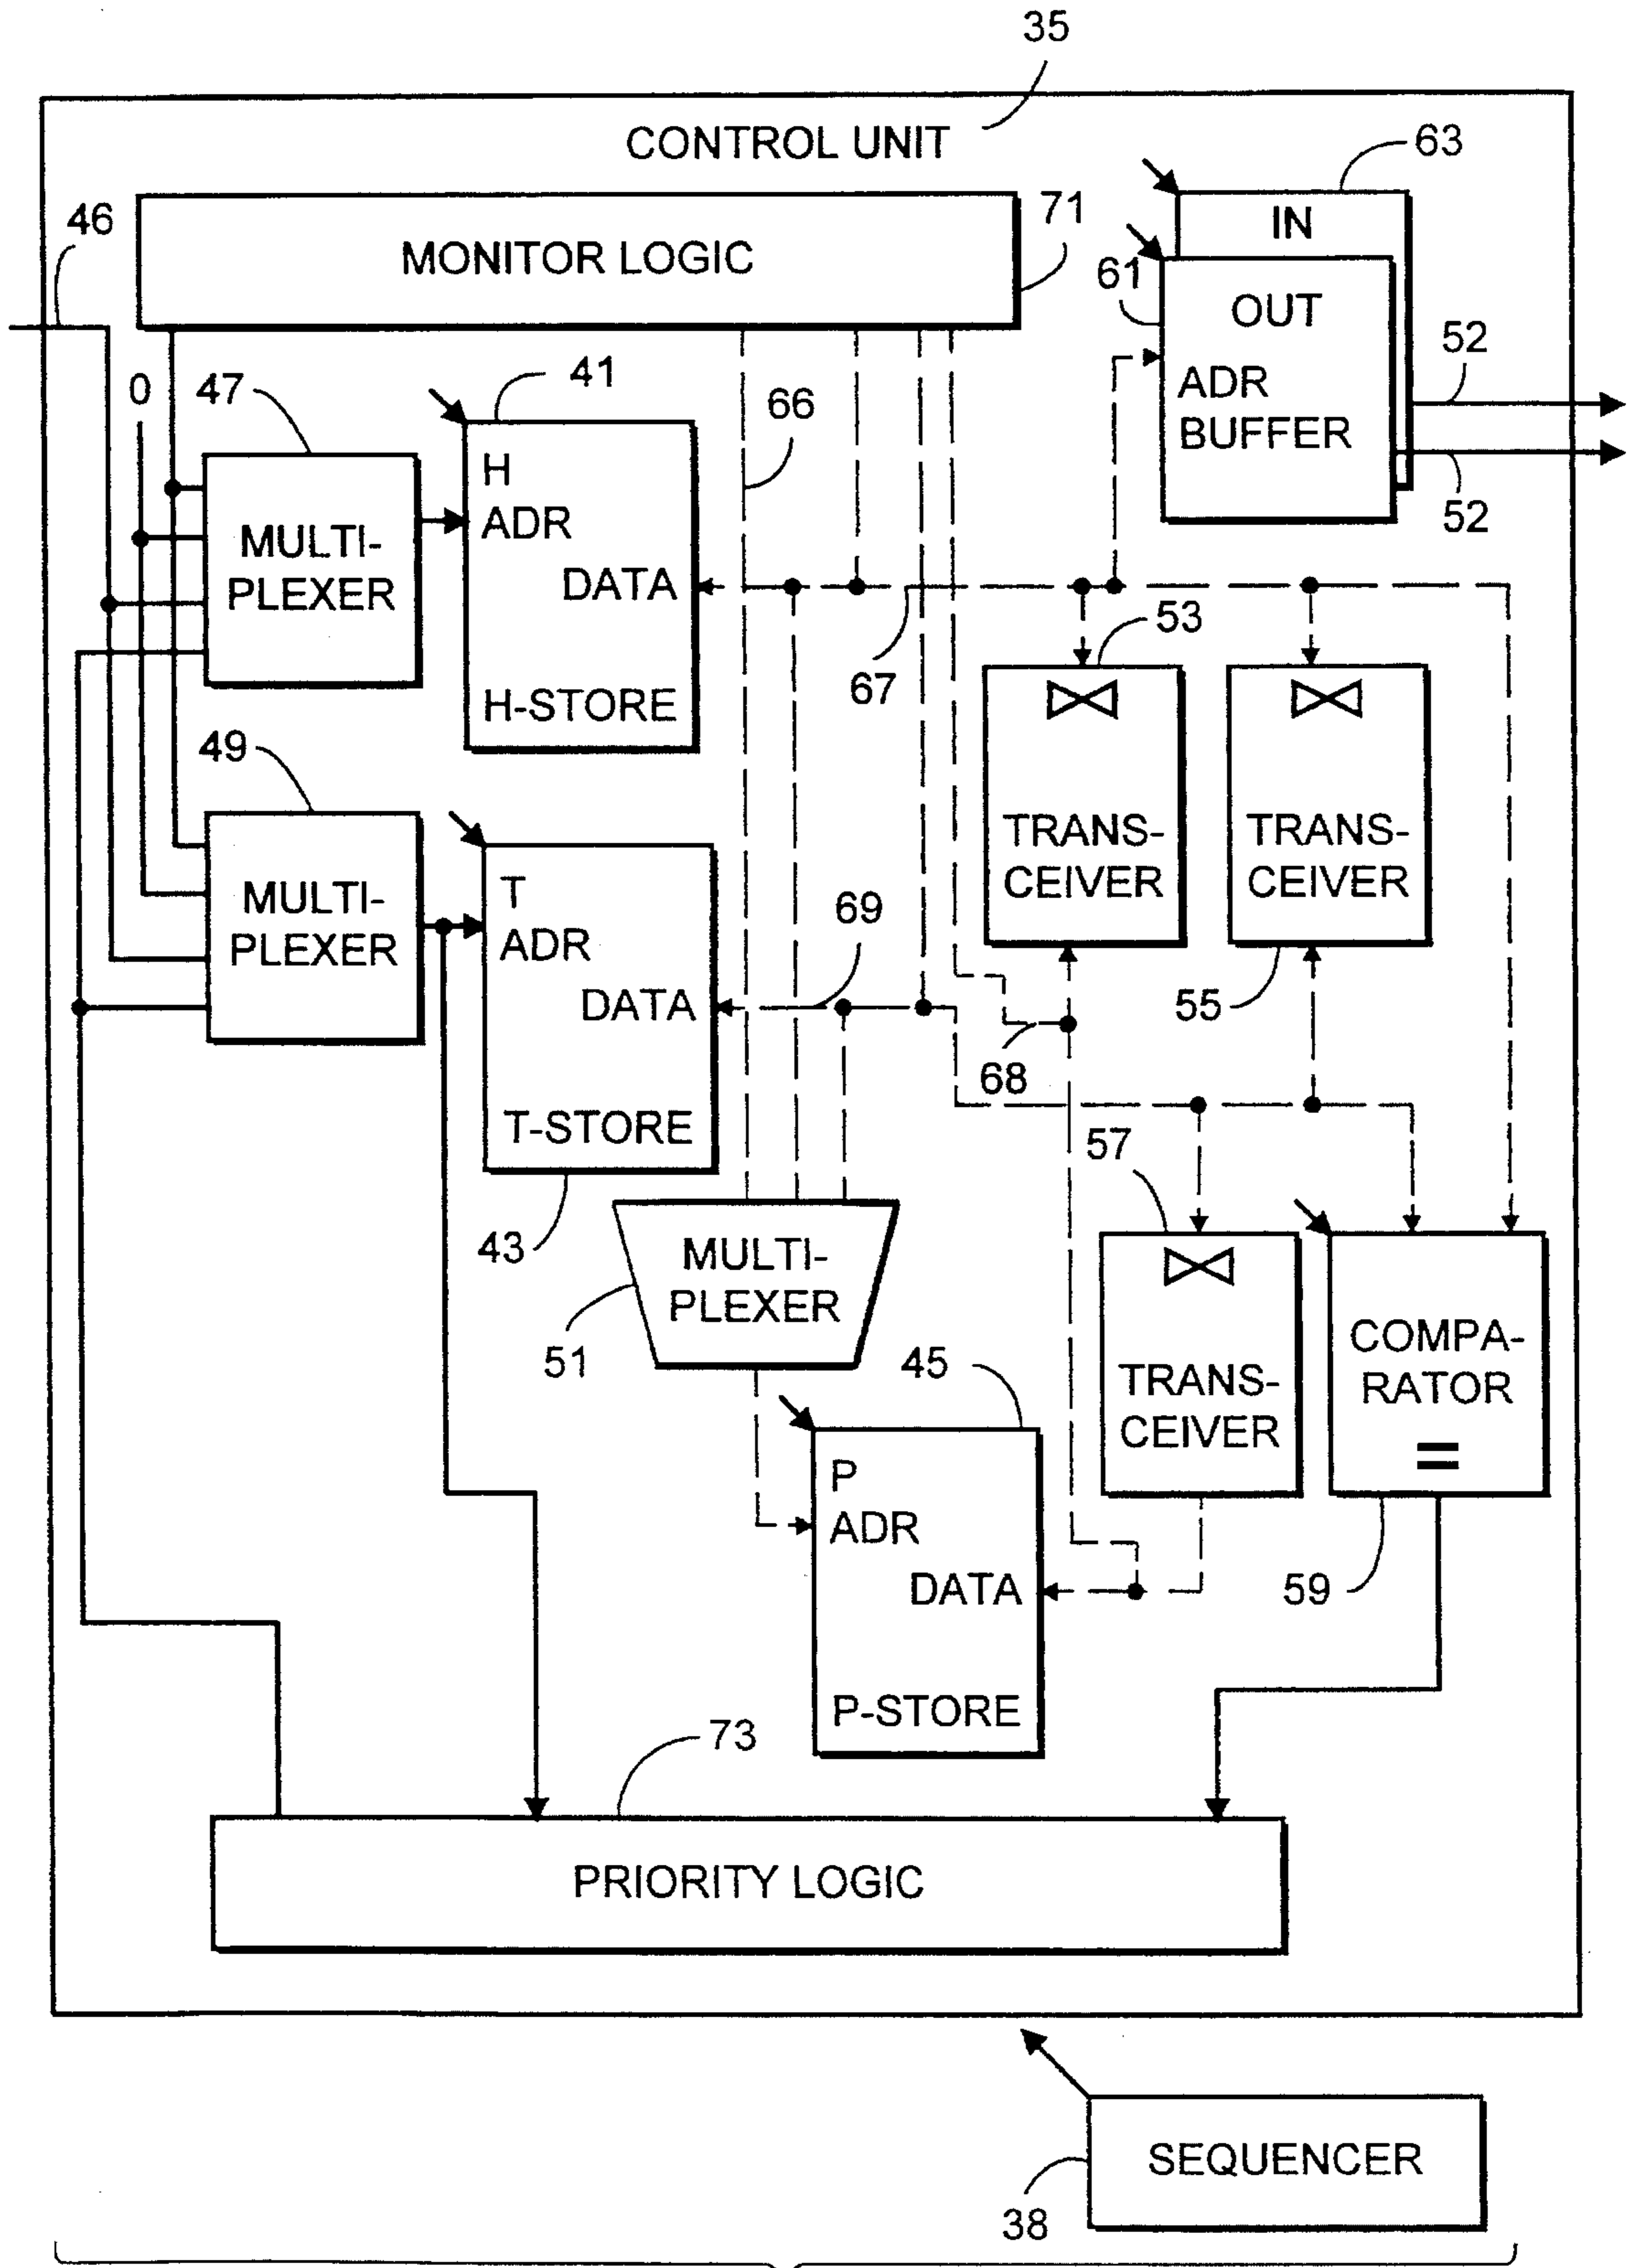 35
CONTROL UNIT
63
46
MONITOR LOGIC
71
IN
61
OUT
ADR
BUFFER
52
52
0
47
41
66
MULTI-
PLEXER
H
ADR
DATA
H-STORE
67
53
TRANS-
CEIVER
TRANS-
CEIVER
49
MULTI-
PLEXER
T
ADR
DATA
T-STORE
69
68
55
43
MULTI-
PLEXER
51
57
TRANS-
CEIVER
COMPA-
RATOR
=
59
45
P
ADR
DATA
P-STORE
73
PRIORITY LOGIC
SEQUENCER
38